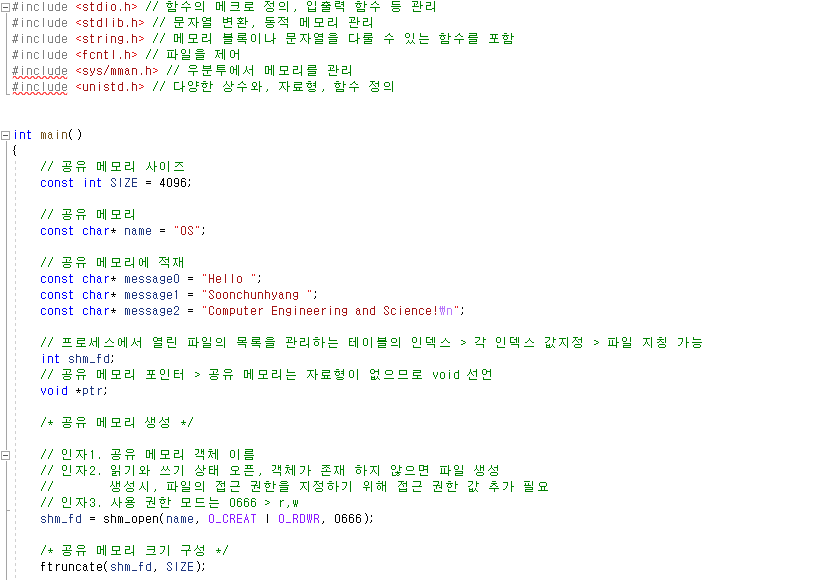 #include <stdio.h> // 함수의 메크로 정의, 입출력 함수 등 관리
#include <stdlib.h> // 문자열 변환, 동적 메모리 관리
#include <string.h> // 메모리 블록이나 문자열을 다룰 수 있는 함수를 포함
#include <fcntl.h> // 파일을 제어
#include <sys/mman.h> // 우분투에서 메모리를 관리
#include <unistd.h> // 다양한 상수와, 자료형, 함수 정의
int main()
{
// 공유 메모리 사이즈
const int SIZE = 4096;
// 공유 메모리
const char* name = "OS";
// 공유 메모리에 적재
const char* message0 = "Hello ";
const char* message1 = "Soonchunhyang ";
const char* message2 = "Computer Engineering and Science!₩n";
// 프로세스에서 열린 파일의 목록을 관리하는 테이블의 인덱스 > 각 인덱스 값지정 > 파일 지칭 가능
int shm_fd;
// 공유 메모리 포인터 > 공유 메모리는 자료형이 없으므로 void 선언
void *ptr;
/* 공유 메모리 생성 */
// 인자1. 공유 메모리 객체 이름
// 인자2. 읽기와 쓰기 상태 오픈, 객체가 존재 하지 않으면 파일 생성
// 생성시, 파일의 접근 권한을 지정하기 위해 접근 권한 값 추가 필요
// 인자3. 사용 권한 모드는 0666 > r,w
shm_fd = shm_open(name, O_CREAT | O_RDWR, 0666);
/* 공유 메모리 크기 구성 */
ftruncate(shm_fd, SIZE);